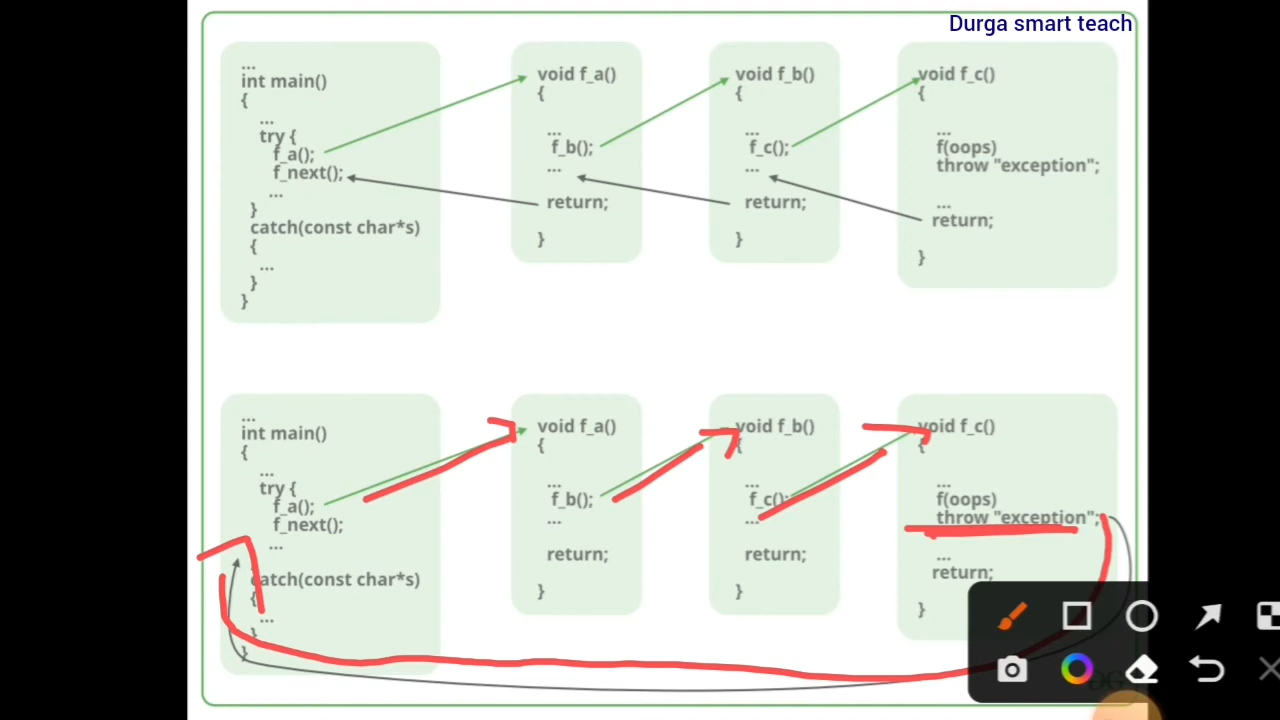 Durga smart teach
...
int main()
{
...
try {
f_a();
f_next();
...
}
catch(const char*s)
{
...
}
}
void f_a()
{
...
f_b();
...
return;
}
void f_b()
{
...
f_c();
...
return;
}
void f_c()
{
...
f(oops)
throw "exception";
...
return;
}
...
int main()
{
...
try {
f_a();
f_next();
...
catch(const char*s)
{
...
}
}
void f_a()
{
...
f_b();
...
return;
}
void f_b()
{
...
f_c();
...
return;
}
void f_c()
{
...
f(oops)
throw "exception";
...
return;
}